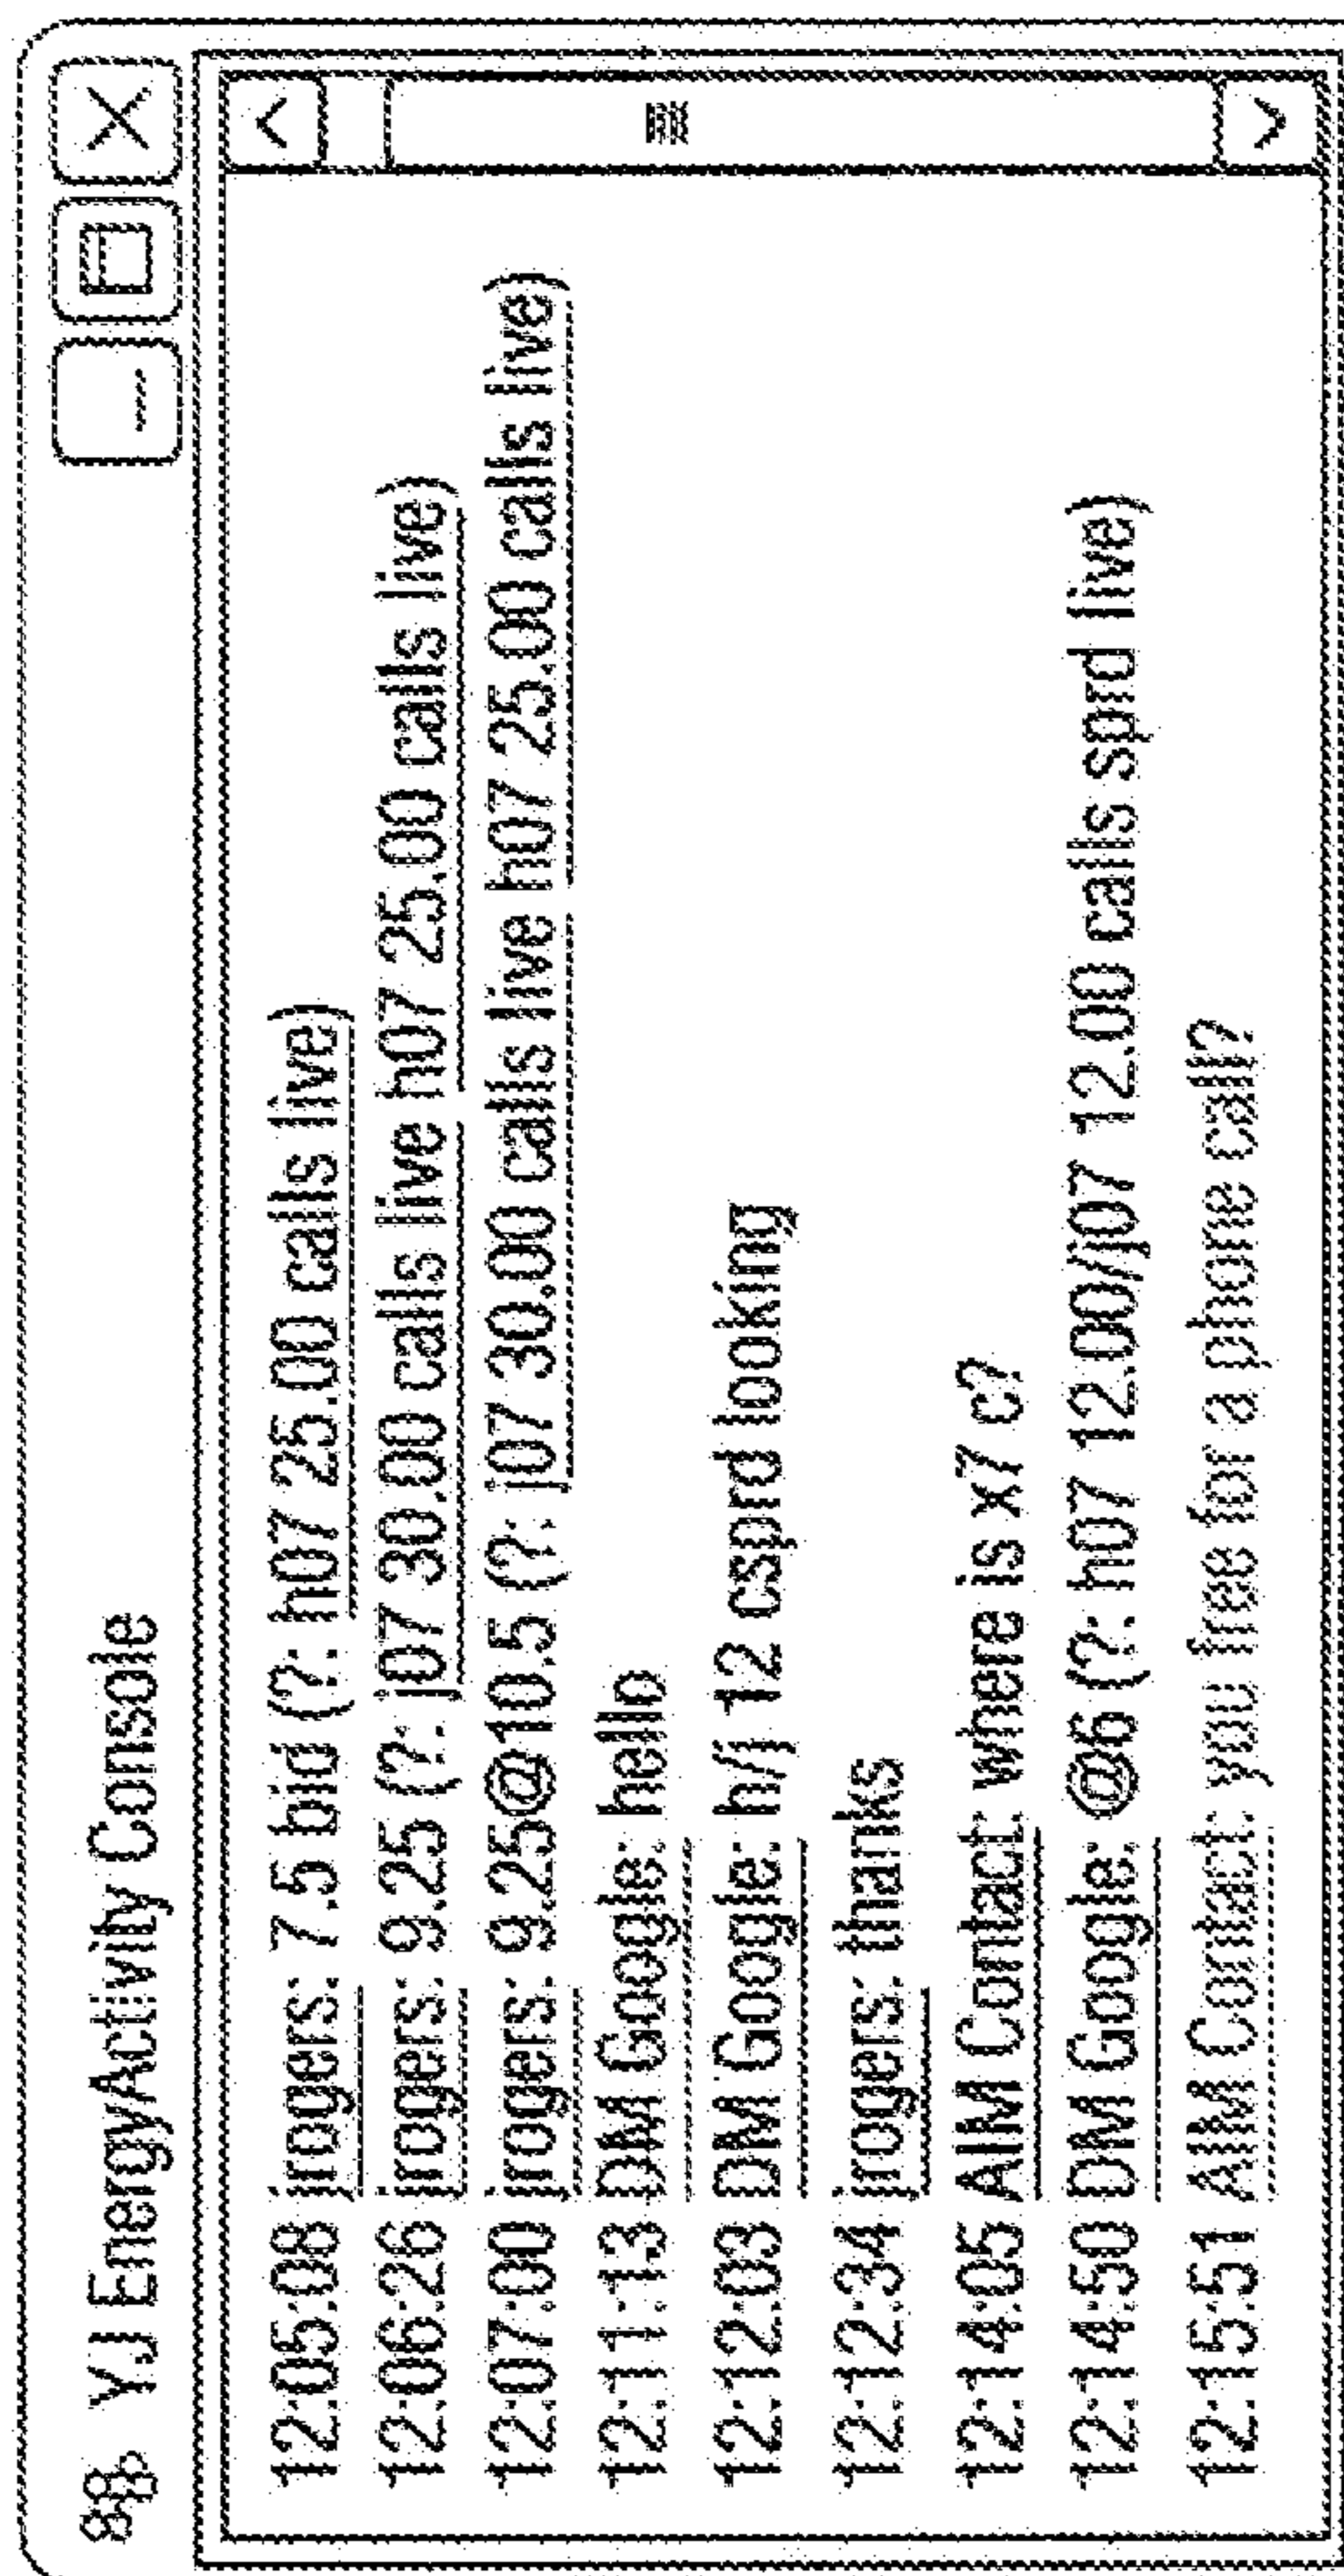 YJ EnergyActivity Console
12:05:08 jrogers: 7.5 bid (?: h07 25.00 calls live)
12:06:26 jrogers: 9.25 (?: j07 30.00 calls live h07 25.00 calls live)
12:07:00 jrogers: 9.25@10.5 (?: j07 30.00 calls live h07 25.00 calls live)
12:11:13 DM Google: hello
12:12:03 DM Google: h/j 12 csprd looking
12:12:34 jrogers: thanks
12:14:05 AIM Contact: where is x7 c?
12:14:50 DM Google: @6 (?: h07 12.00/j07 12.00 calls sprd live)
12:15:51 AIM Contact: you free for a phone call?